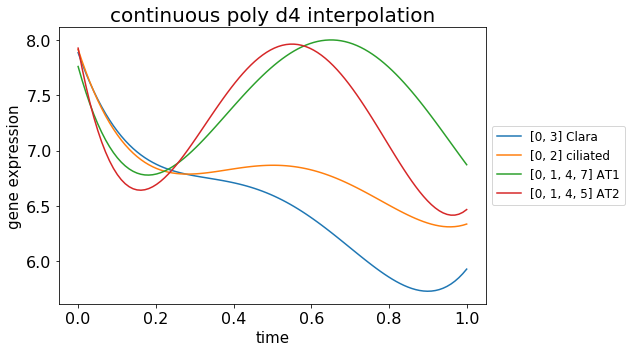 continuous poly d4 interpolation
8.0
7.5
7.0
6.5
6.0
gene expression
0.0 0.2 0.4 0.6 0.8 1.0
time
[0, 3] Clara
[0, 2] ciliated
[0, 1, 4, 7] AT1
[0, 1, 4, 5] AT2